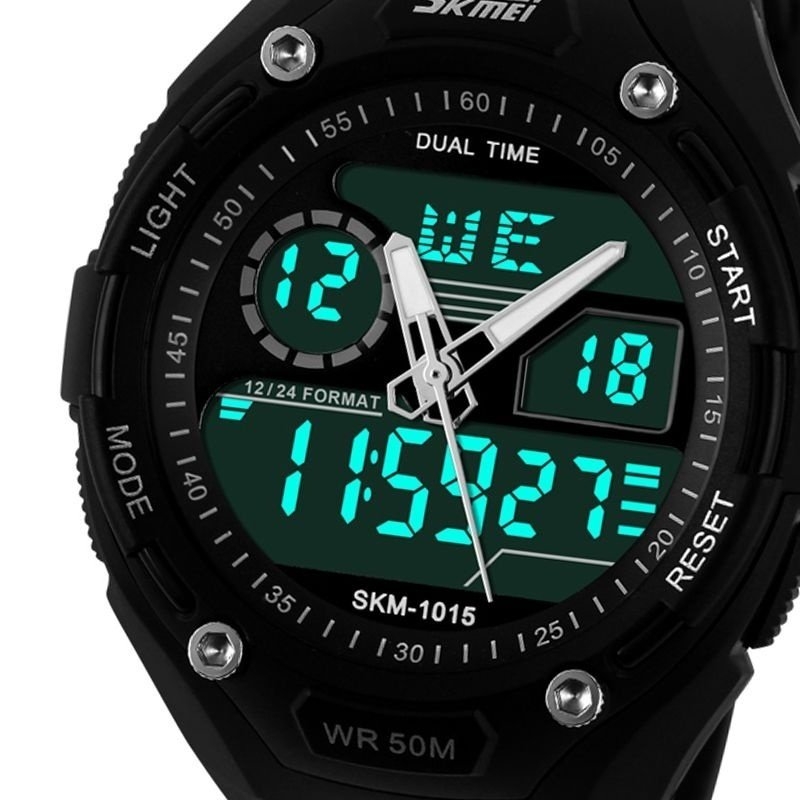 SKMEI
60
55
05
DUAL TIME
50
LIGHT
WE
10
START
12
45
18
12/24 FORMAT
15
11:59 27
MODE
40
20
RESET
35
SKM-1015
25
30
WR 50M